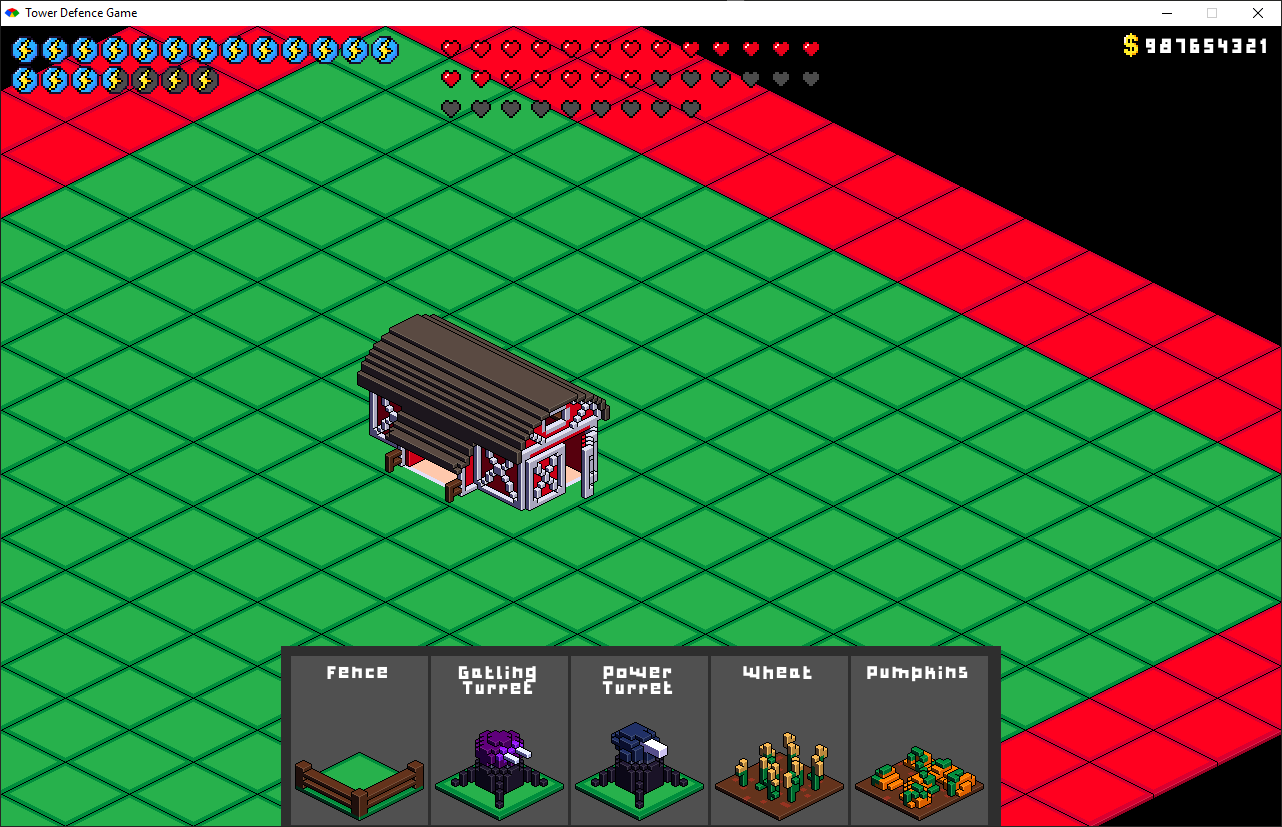 Tower Defence Game
$ 987654321
Fence
Gatling
Turret
Power
Turret
Wheat
Pumpkins